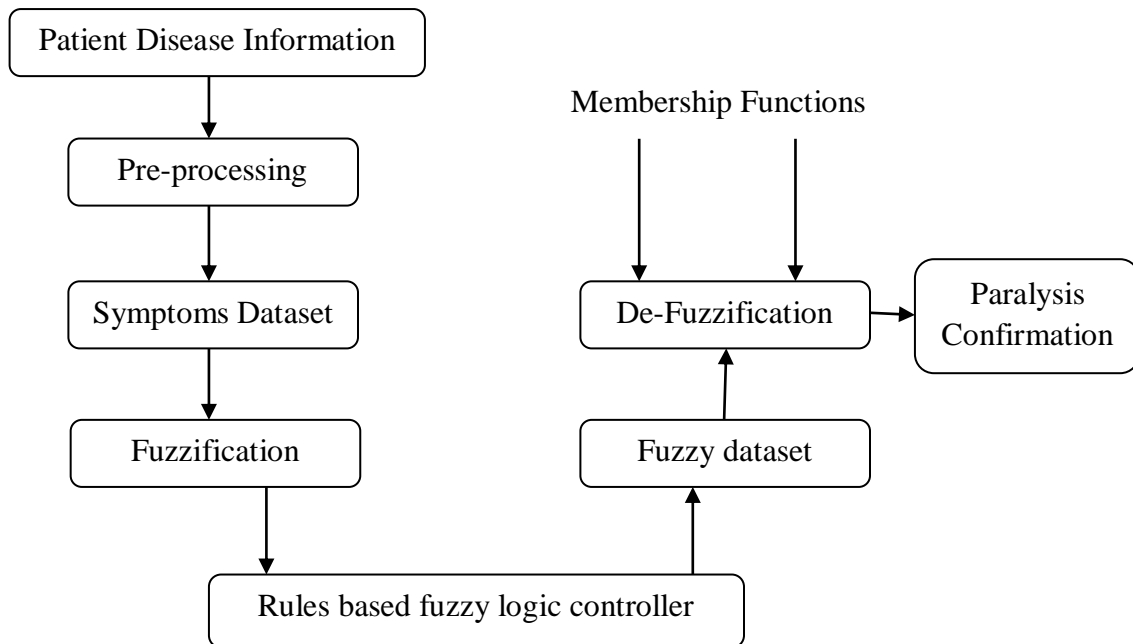 Patient Disease Information
Pre-processing
Symptoms Dataset
Fuzzification
Rules based fuzzy logic controller
Fuzzy dataset
Membership Functions
De-Fuzzification
Paralysis
Confirmation